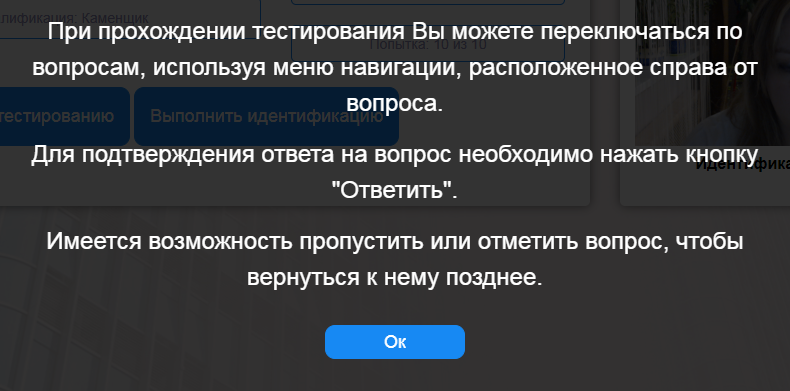 лификация: Каменщик
При прохождении тестирования Вы можете переключаться по
Попытка: 10 из 10
вопросам, используя меню навигации, расположенное справа от
вопроса.
тестированию
Выполнить идентификацию
Для подтверждения ответа на вопрос необходимо нажать кнопку
Идентифика
"Ответить".
Имеется возможность пропустить или отметить вопрос, чтобы
вернуться к нему позднее.
Ок